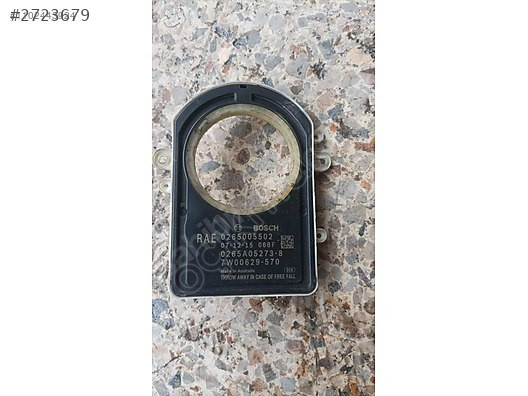 #2723679
BOSCH
RAE 0265005502
07-12-15 068F
0265A05273-8
7W00629-570
Made in Australia
THROW AWAY IN CASE OF FREE FALL